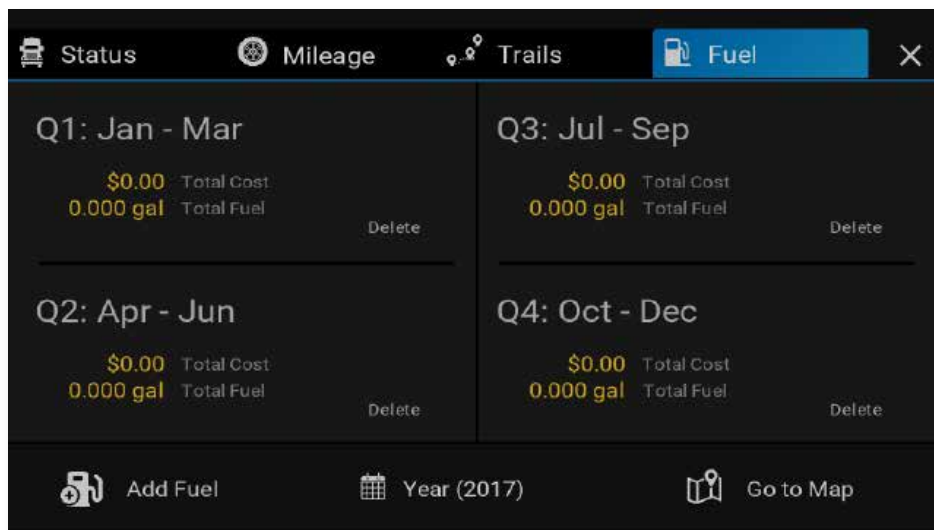 Status Mileage Trails Fuel
Q1: Jan - Mar
$0.00 Total Cost
0.000 gal Total Fuel
Delete
Q3: Jul - Sep
$0.00 Total Cost
0.000 gal Total Fuel
Delete
Q2: Apr - Jun
$0.00 Total Cost
0.000 gal Total Fuel
Delete
Q4: Oct - Dec
$0.00 Total Cost
0.000 gal Total Fuel
Delete
Add Fuel Year (2017) Go to Map